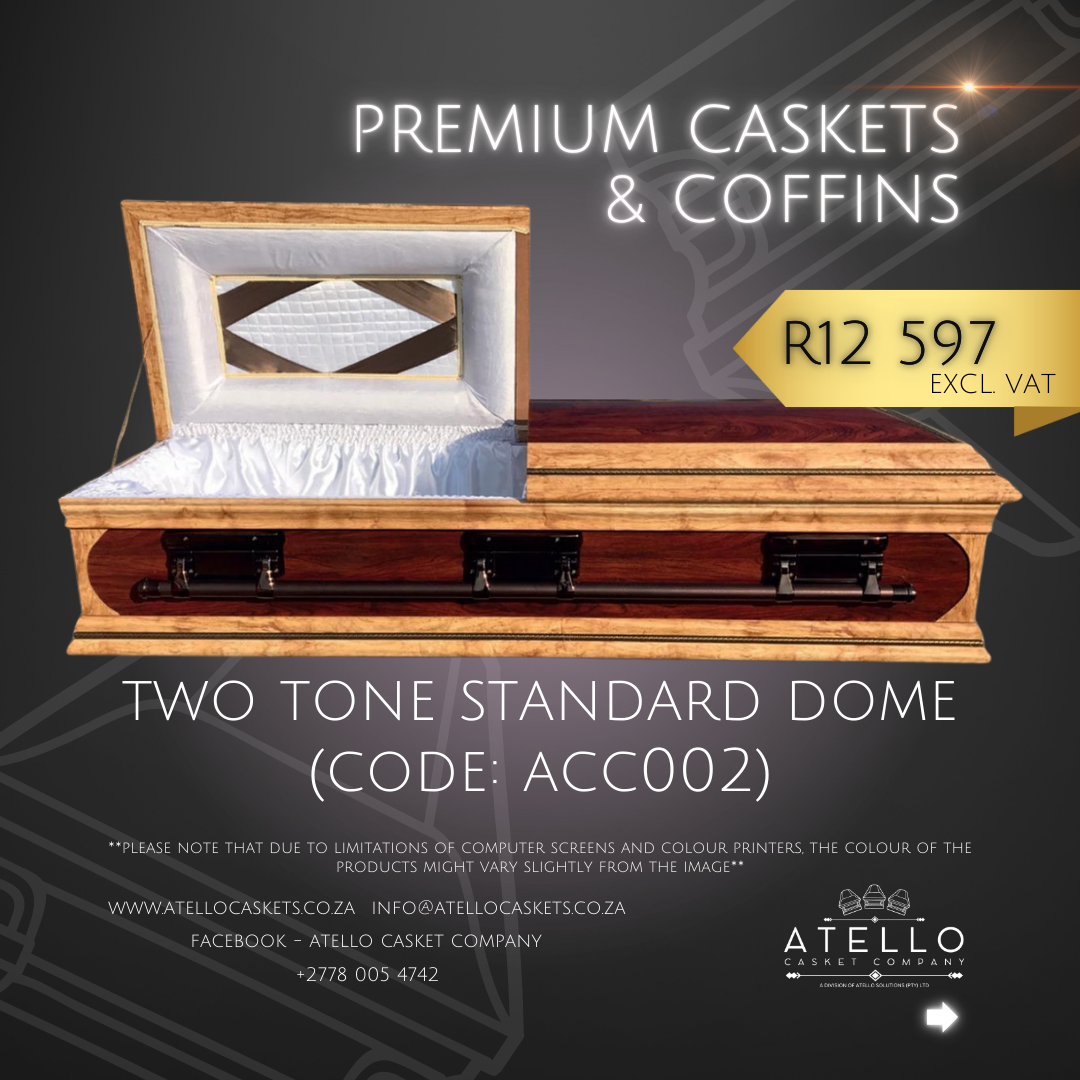 PREMIUM CASKETS
& COFFINS
R12 597
EXCL. VAT
TWO TONE STANDARD DOME
(CODE: ACC002)
**PLEASE NOTE THAT DUE TO LIMITATIONS OF COMPUTER SCREENS AND COLOUR PRINTERS, THE COLOUR OF THE
PRODUCTS MIGHT VARY SLIGHTLY FROM THE IMAGE**
WWW.ATELLOCASKETS.CO.ZA INFO@ATELLOCASKETS.CO.ZA
FACEBOOK - ATELLO CASKET COMPANY
+2778 005 4742
ATELLO
CASKET COMPANY
A DIVISION OF ATELLO SOLUTIONS (PTY) LTD